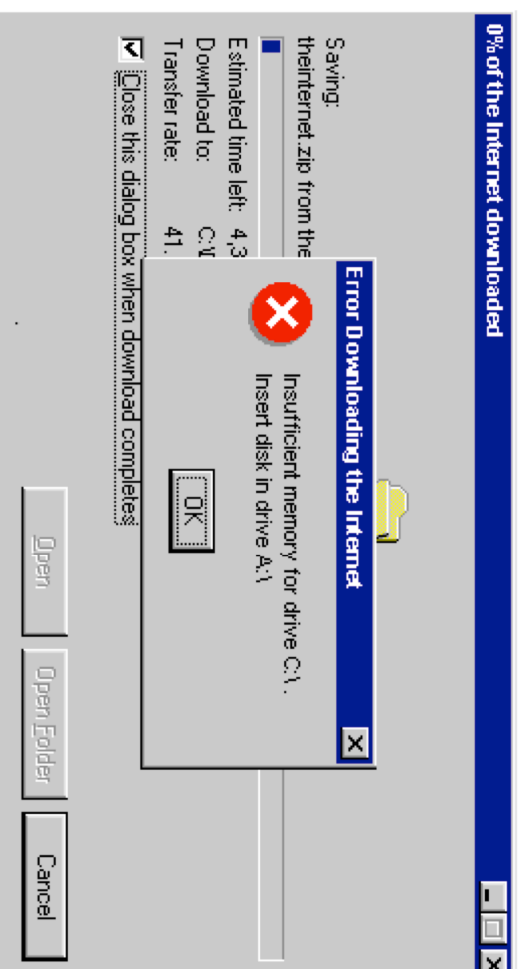 0% of the Internet downloaded
Saving:
theinternet.zip from the
Estimated time left: 4,3
Download to: C:\
Transfer rate: 41.
Close this dialog box when download completes
Error Downloading the Internet
Insufficient memory for drive C:\ .
Insert disk in drive A:\
OK
Open
Open Folder
Cancel